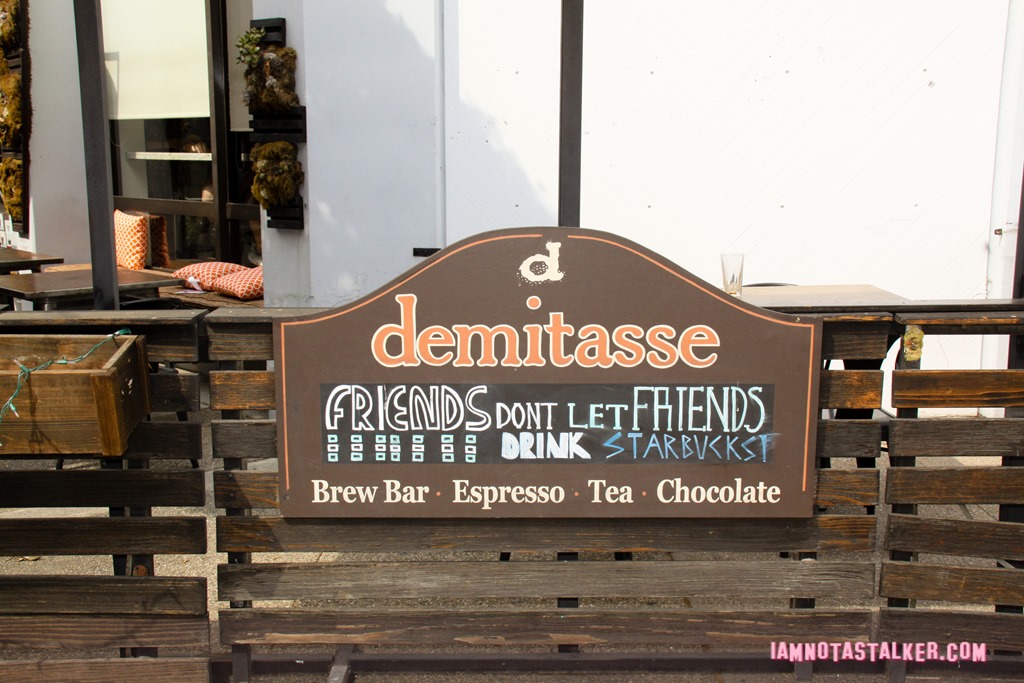 d
demitasse
FRIENDS DONT LET FRIENDS
DRINK STARBUCKS!
Brew Bar · Espresso · Tea · Chocolate
IAMNOTASTALKER.COM